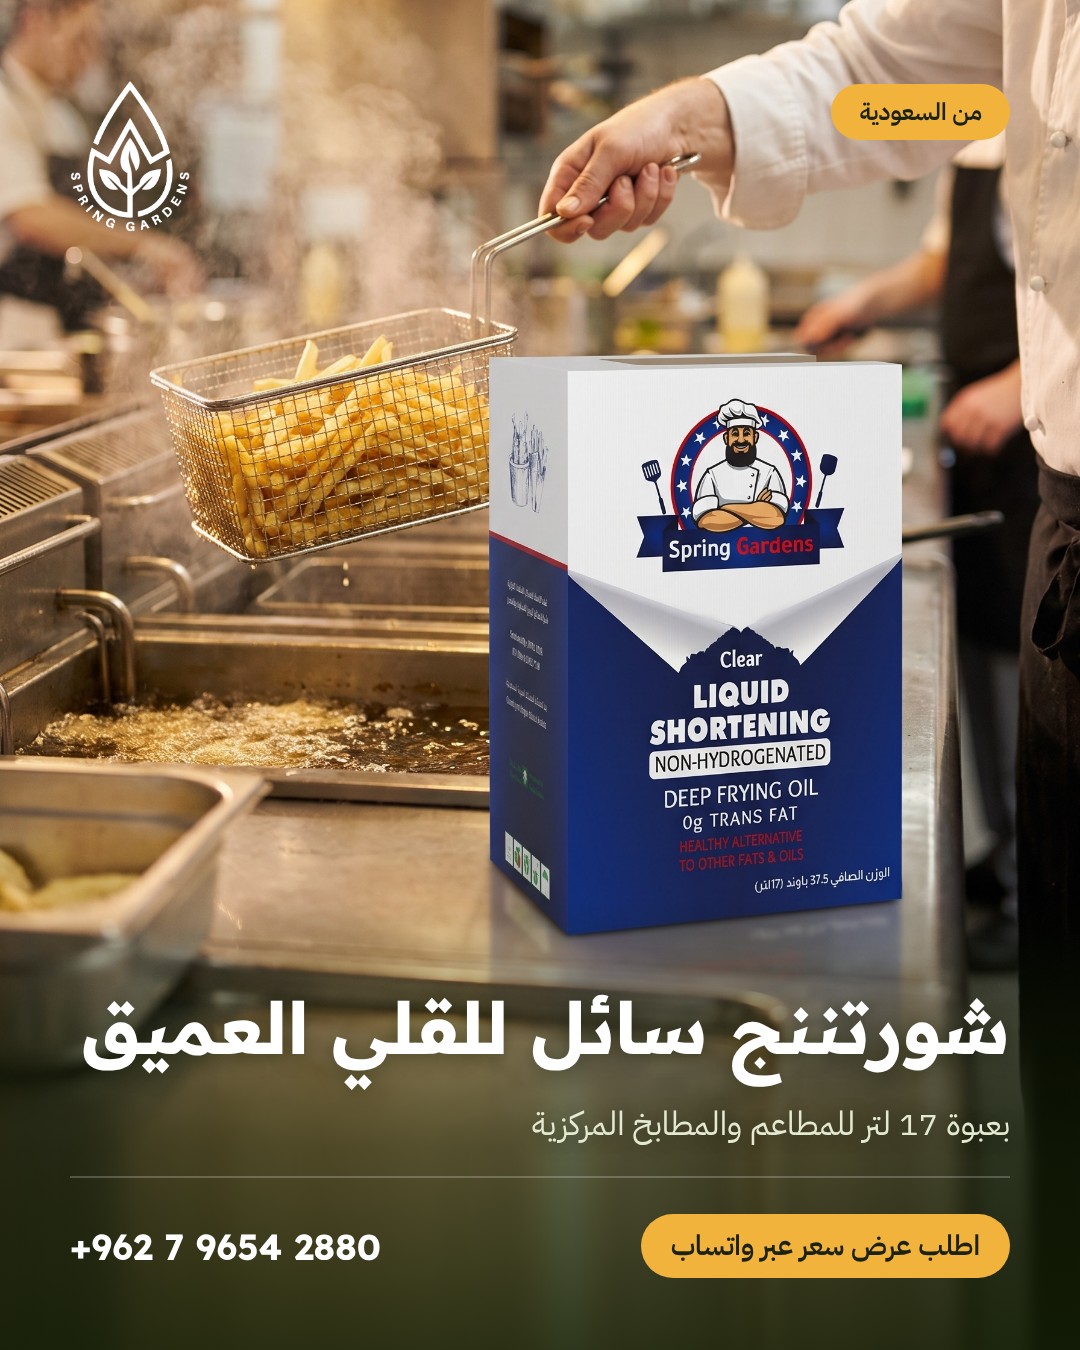 SPRING GARDENS
من السعودية
Spring Gardens
Clear
LIQUID
SHORTENING
NON-HYDROGENATED
DEEP FRYING OIL
0g TRANS FAT
HEALTHY ALTERNATIVE
TO OTHER FATS & OILS
الوزن الصافي 37.5 باوند (17لتر)
شورتننج سائل للقلي العميق
بعبوة 17 لتر للمطاعم والمطابخ المركزية
اطلب عرض سعر عبر واتساب
+962 7 9654 2880